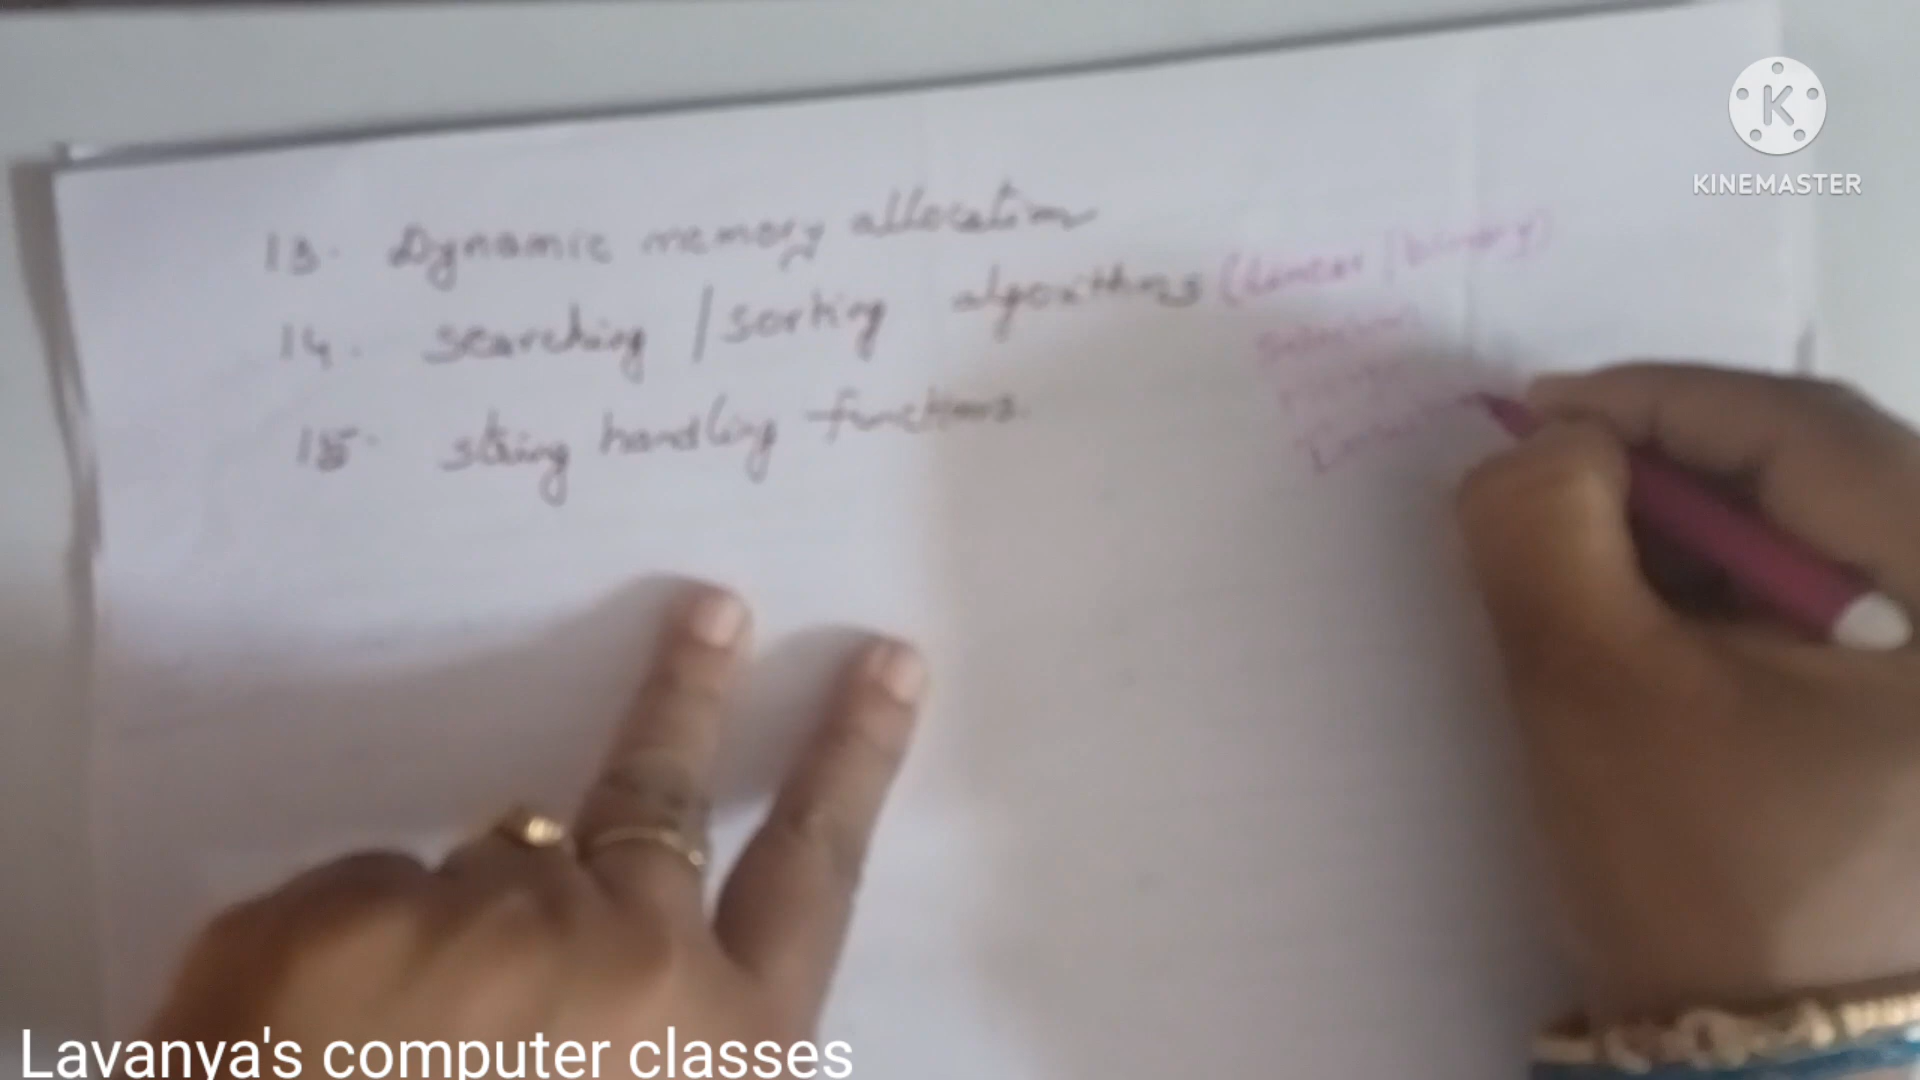 KINEMASTER
13. Dynamic memory allocation
14. searching / sorting algorithms (Linear / binary)
15. string handling functions.
Lavanya's computer classes